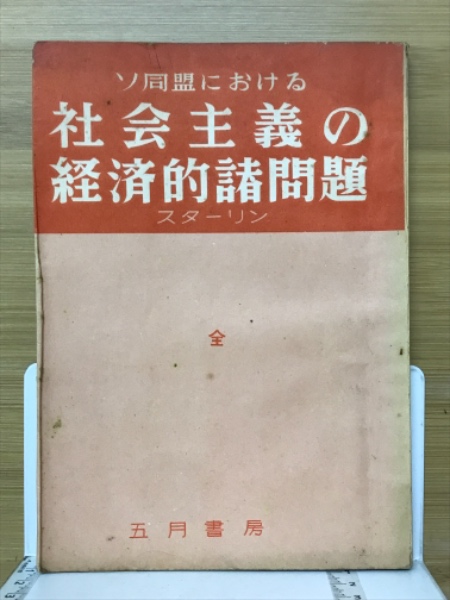 ソ同盟における
社会主義の
経済的諸問題
スターリン
全
五月書房